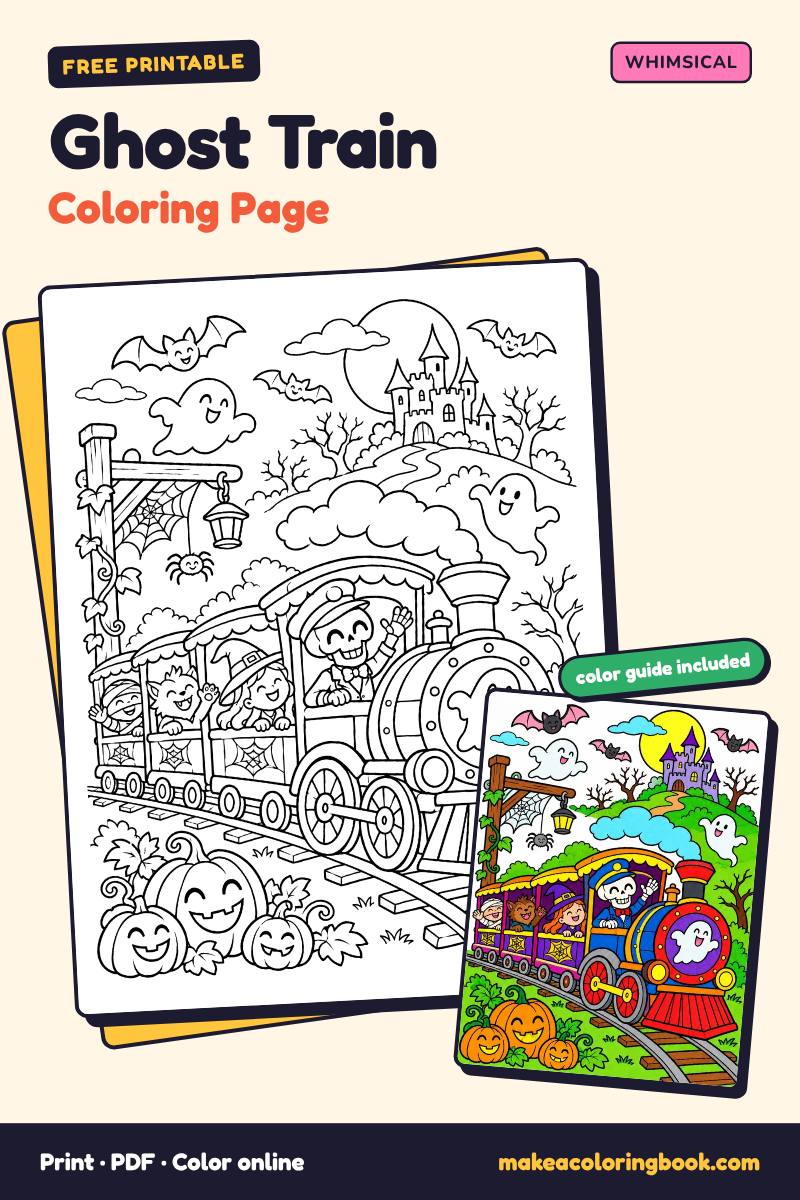 FREE PRINTABLE
WHIMSICAL
Ghost Train
Coloring Page
color guide included
Print · PDF · Color online
makeacoloringbook.com